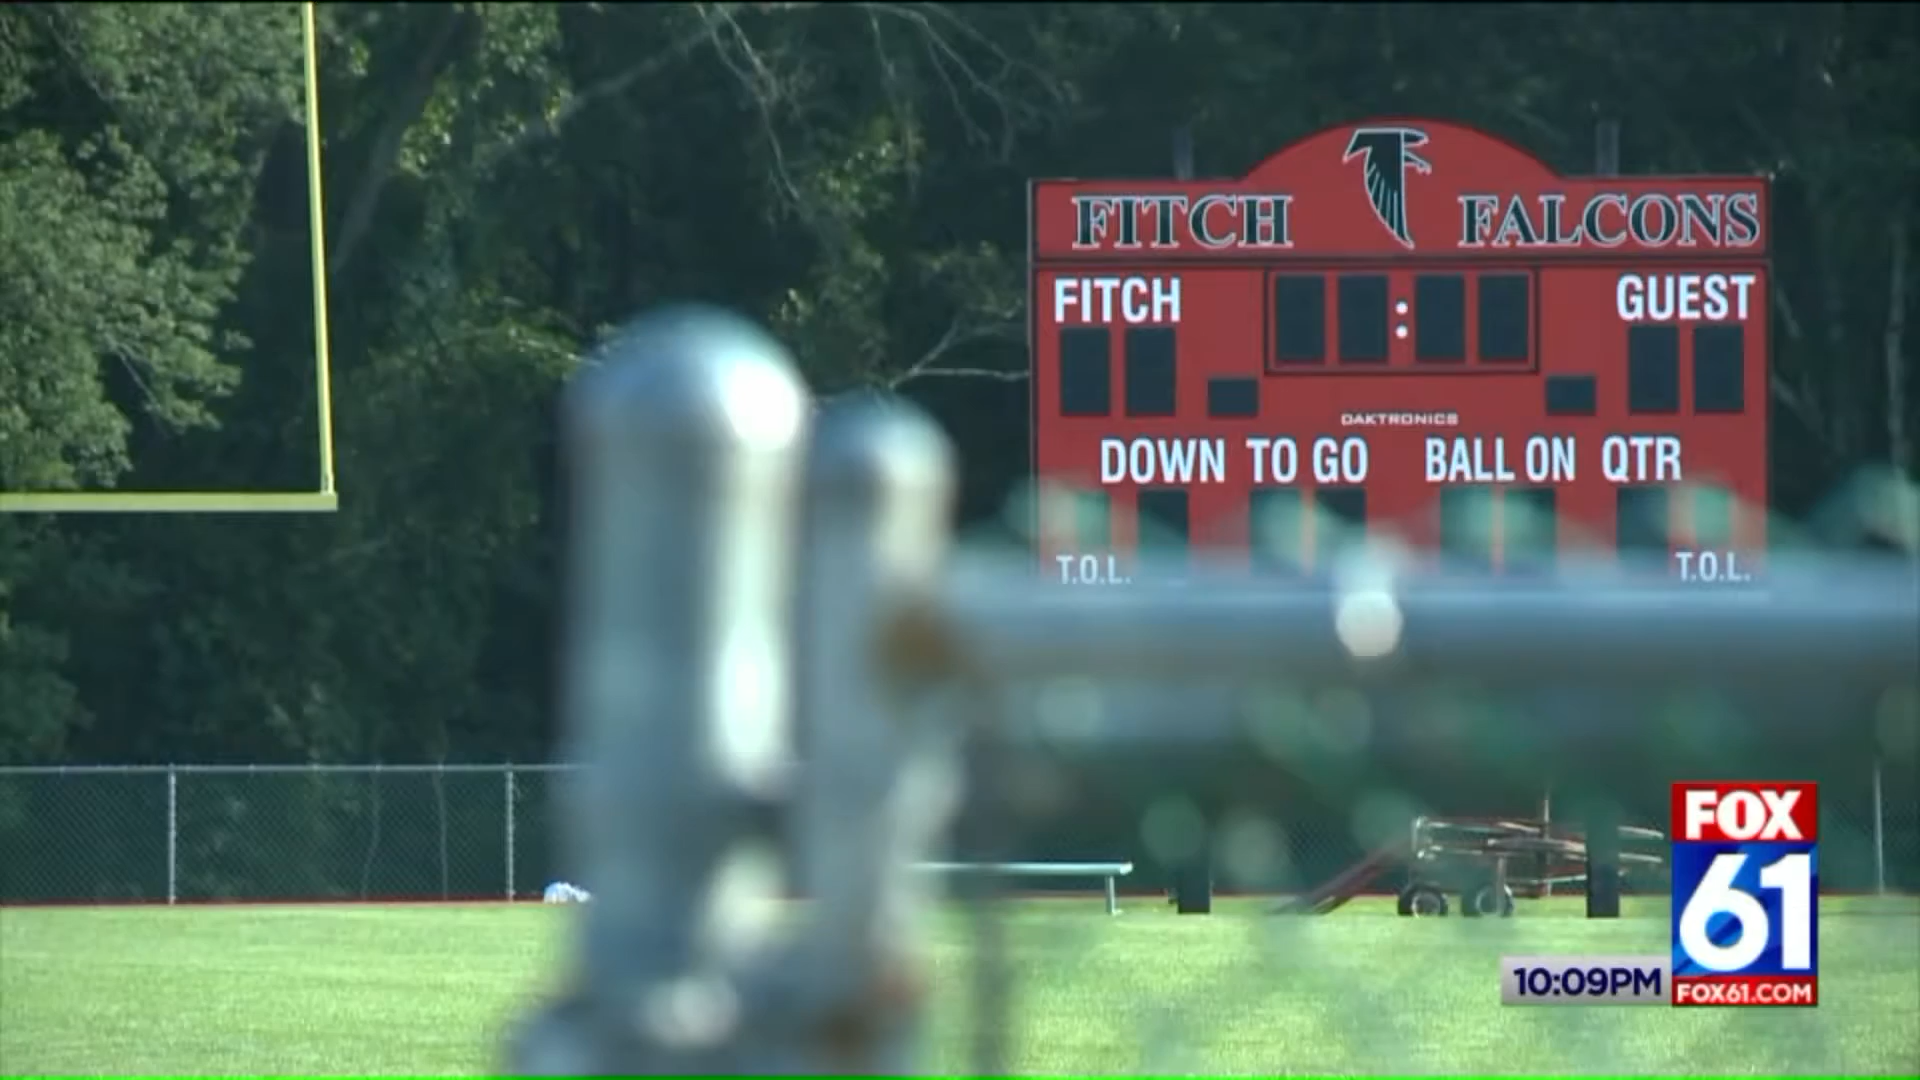 FITCH FALCONS
FITCH GUEST
:
DAKTRONICS
DOWN TO GO BALL ON QTR
T.O.L. T.O.L.
FOX
61
10:09PM FOX61.COM